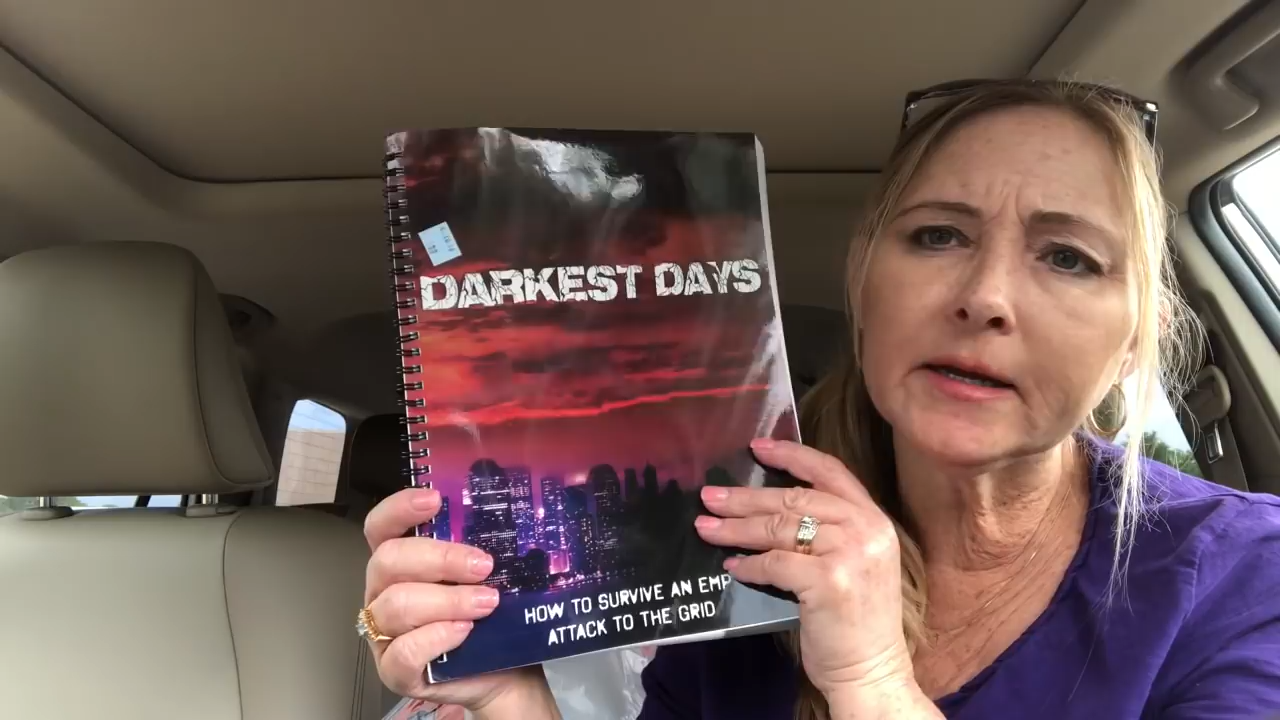 DARKEST DAYS
HOW TO SURVIVE AN EMP
ATTACK TO THE GRID